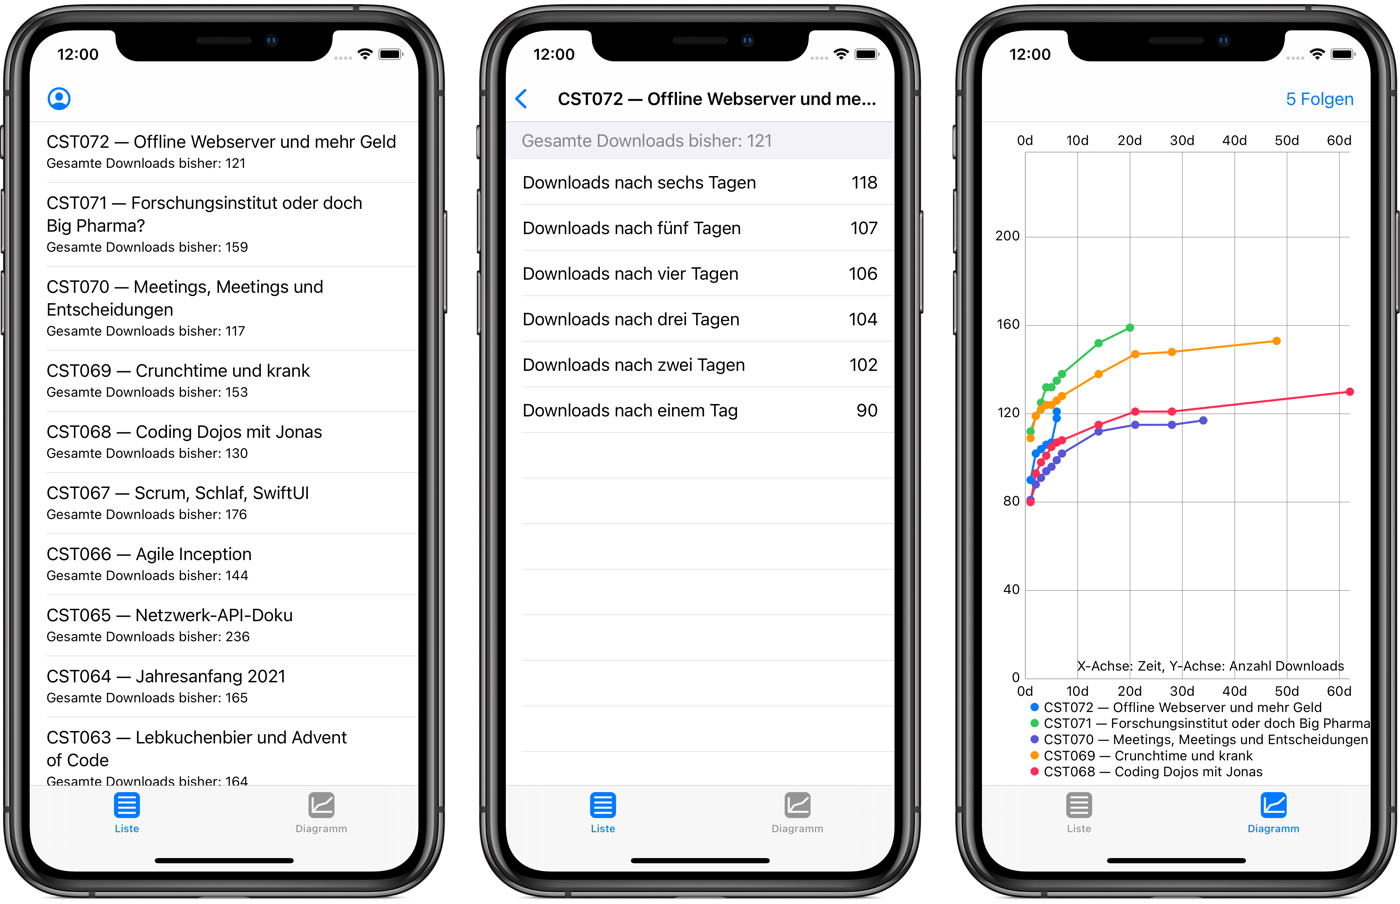 12:00
CST072 — Offline Webserver und mehr Geld
Gesamte Downloads bisher: 121
CST071 — Forschungsinstitut oder doch
Big Pharma?
Gesamte Downloads bisher: 159
CST070 — Meetings, Meetings und
Entscheidungen
Gesamte Downloads bisher: 117
CST069 — Crunchtime und krank
Gesamte Downloads bisher: 153
CST068 — Coding Dojos mit Jonas
Gesamte Downloads bisher: 130
CST067 — Scrum, Schlaf, SwiftUI
Gesamte Downloads bisher: 176
CST066 — Agile Inception
Gesamte Downloads bisher: 144
CST065 — Netzwerk-API-Doku
Gesamte Downloads bisher: 236
CST064 — Jahresanfang 2021
Gesamte Downloads bisher: 165
CST063 — Lebkuchenbier und Advent
of Code
Gesamte Downloads bisher: 164
Liste Diagramm
12:00
CST072 — Offline Webserver und me...
Gesamte Downloads bisher: 121
Downloads nach sechs Tagen 118
Downloads nach fünf Tagen 107
Downloads nach vier Tagen 106
Downloads nach drei Tagen 104
Downloads nach zwei Tagen 102
Downloads nach einem Tag 90
Liste Diagramm
12:00
5 Folgen
0d 10d 20d 30d 40d 50d 60d
200
160
120
80
40
X-Achse: Zeit, Y-Achse: Anzahl Downloads
0
0d 10d 20d 30d 40d 50d 60d
CST072 — Offline Webserver und mehr Geld
CST071 — Forschungsinstitut oder doch Big Pharma
CST070 — Meetings, Meetings und Entscheidungen
CST069 — Crunchtime und krank
CST068 — Coding Dojos mit Jonas
Liste Diagramm